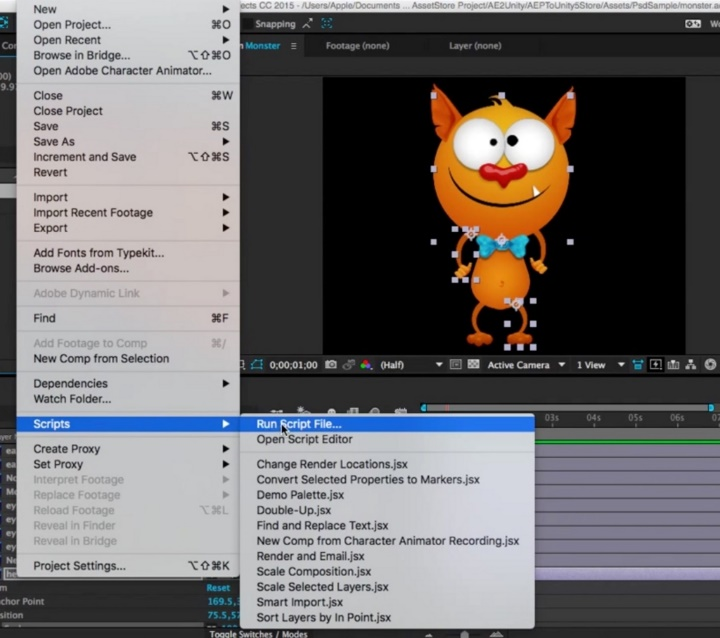 New
Open Project... ⌘O
Open Recent
Browse in Bridge... ⌥⇧⌘O
Open Adobe Character Animator...
Close ⌘W
Close Project
Save ⌘S
Save As
Increment and Save ⌥⇧⌘S
Revert
Import
Import Recent Footage
Export
Add Fonts from Typekit...
Browse Add-ons...
Adobe Dynamic Link
Find ⌘F
Add Footage to Comp ⌘/
New Comp from Selection
Dependencies
Watch Folder...
Scripts
Create Proxy
Set Proxy
Interpret Footage
Replace Footage
Reload Footage ⌥⌘L
Reveal in Finder
Reveal in Bridge
Project Settings... ⌥⇧⌘K
Run Script File...
Open Script Editor
Change Render Locations.jsx
Convert Selected Properties to Markers.jsx
Demo Palette.jsx
Double-Up.jsx
Find and Replace Text.jsx
New Comp from Character Animator Recording.jsx
Render and Email.jsx
Scale Composition.jsx
Scale Selected Layers.jsx
Smart Import.jsx
Sort Layers by In Point.jsx
CC 2015 - /Users/Apple/Documents ... AssetStore Project/AE2Unity/AEPToUnity5Store/Assets/PsdSample/monster.a
Snapping
Monster
Footage (none)
Layer (none)
0;00;01;00
(Half)
Active Camera
1 View
03s 04s 05s 06s
Reset
chor Point 169.5,
sition 75.5,
Toggle Switches / Modes